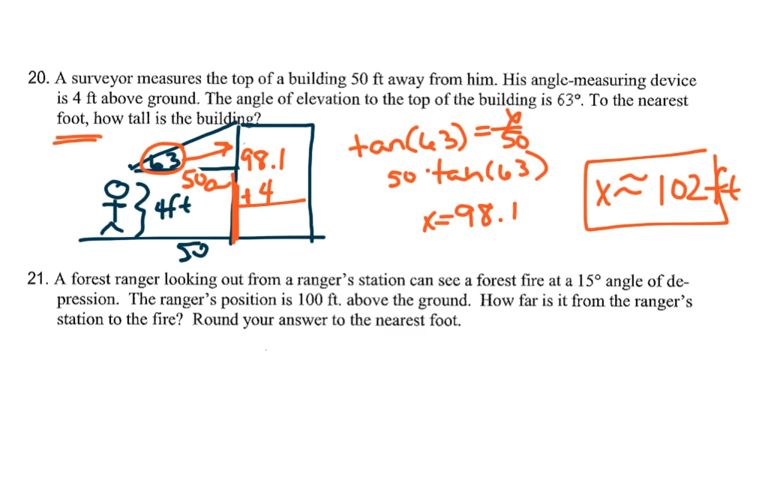 20. A surveyor measures the top of a building 50 ft away from him. His angle-measuring device
is 4 ft above ground. The angle of elevation to the top of the building is 63°. To the nearest
foot, how tall is the building?
tan(63) = x/50
63
98.1
50
+4
4ft
50
50·tan(63)
x=98.1
x≈102ft
21. A forest ranger looking out from a ranger's station can see a forest fire at a 15° angle of de-
pression. The ranger's position is 100 ft. above the ground. How far is it from the ranger's
station to the fire? Round your answer to the nearest foot.